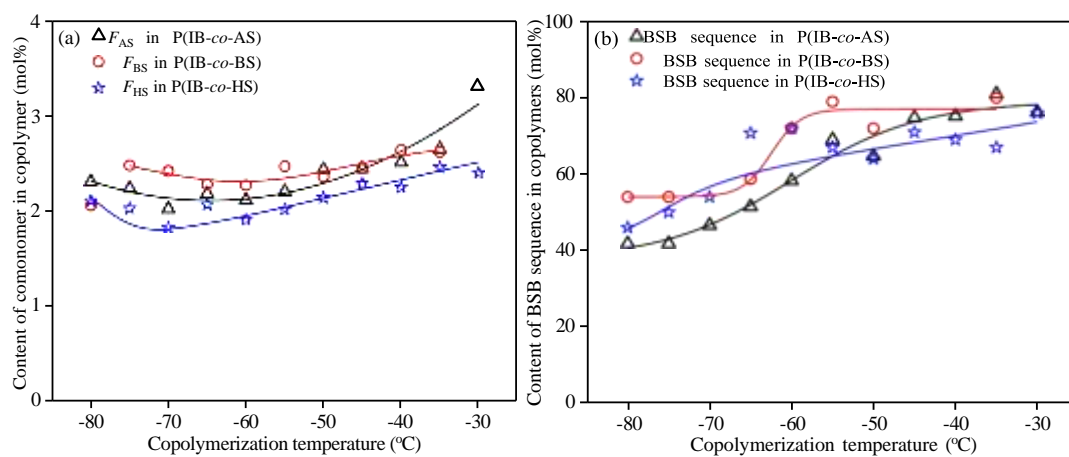 (a)
F_AS in P(IB-co-AS)
F_BS in P(IB-co-BS)
F_HS in P(IB-co-HS)
Content of comonomer in copolymer (mol%)
4
3
2
1
0
-80 -70 -60 -50 -40 -30
Copolymerization temperature (°C)
(b)
BSB sequence in P(IB-co-AS)
BSB sequence in P(IB-co-BS)
BSB sequence in P(IB-co-HS)
Content of BSB sequence in copolymers (mol%)
100
80
60
40
20
0
-80 -70 -60 -50 -40 -30
Copolymerization temperature (°C)